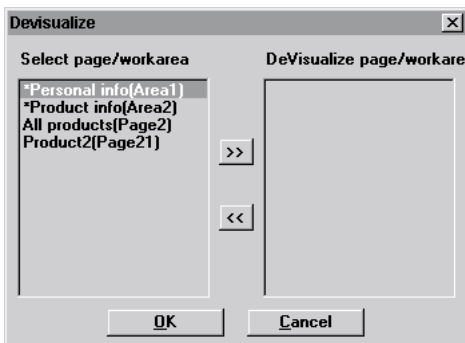 Devisualize
Select page/workarea
DeVisualize page/workare
*Personal info(Area1)
*Product info(Area2)
All products(Page2)
Product2(Page21)
>>
<<
OK
Cancel